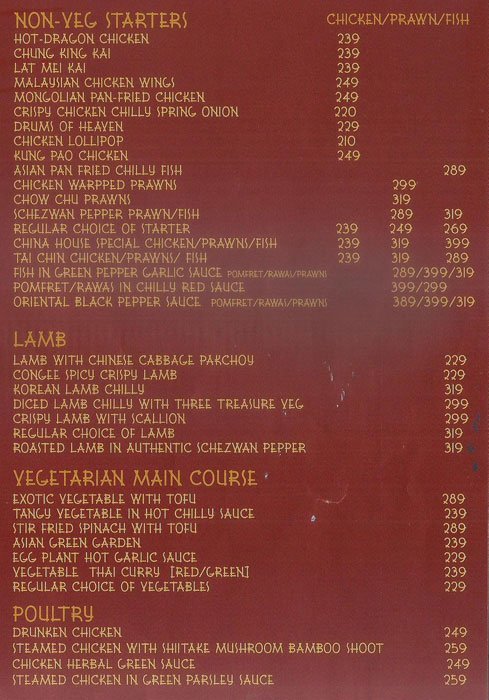 NON-VEG STARTERS CHICKEN/PRAWN/FISH
HOT-DRAGON CHICKEN 239
CHUNG KING KAI 239
LAT MEI KAI 239
MALAYSIAN CHICKEN WINGS 249
MONGOLIAN PAN-FRIED CHICKEN 249
CRISPY CHICKEN CHILLY SPRING ONION 220
DRUMS OF HEAVEN 229
CHICKEN LOLLIPOP 210
KUNG PAO CHICKEN 249
ASIAN PAN FRIED CHILLY FISH 289
CHICKEN WARPPED PRAWNS 299
CHOW CHU PRAWNS 319
SCHEZWAN PEPPER PRAWN/FISH 289 319
REGULAR CHOICE OF STARTER 239 249 269
CHINA HOUSE SPECIAL CHICKEN/PRAWNS/FISH 239 319 399
TAI CHIN CHICKEN/PRAWNS/ FISH 239 319 289
FISH IN GREEN PEPPER GARLIC SAUCE POMFRET/RAWAS/PRAWNS 289/399/319
POMFRET/RAWAS IN CHILLY RED SAUCE 399/299
ORIENTAL BLACK PEPPER SAUCE POMFRET/RAWAS/PRAWNS 389/399/319
LAMB
LAMB WITH CHINESE CABBAGE PAKCHOY 229
CONGEE SPICY CRISPY LAMB 229
KOREAN LAMB CHILLY 319
DICED LAMB CHILLY WITH THREE TREASURE VEG 299
CRISPY LAMB WITH SCALLION 299
REGULAR CHOICE OF LAMB 319
ROASTED LAMB IN AUTHENTIC SCHEZWAN PEPPER 319
VEGETARIAN MAIN COURSE
EXOTIC VEGETABLE WITH TOFU 289
TANGY VEGETABLE IN HOT CHILLY SAUCE 239
STIR FRIED SPINACH WITH TOFU 289
ASIAN GREEN GARDEN 239
EGG PLANT HOT GARLIC SAUCE 229
VEGETABLE THAI CURRY [RED/GREEN] 239
REGULAR CHOICE OF VEGETABLES 229
POULTRY
DRUNKEN CHICKEN 249
STEAMED CHICKEN WITH SHIITAKE MUSHROOM BAMBOO SHOOT 259
CHICKEN HERBAL GREEN SAUCE 249
STEAMED CHICKEN IN GREEN PARSLEY SAUCE 259